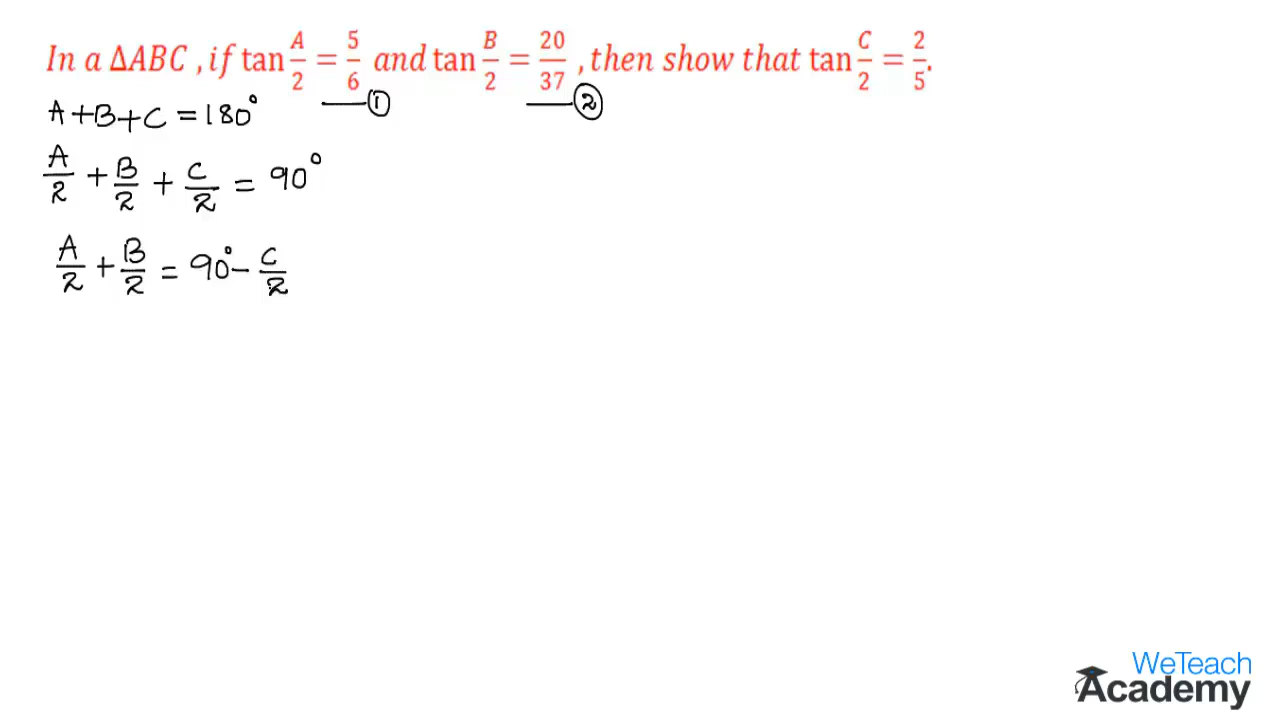 In a ΔABC , if tan A/2 = 5/6 and tan B/2 = 20/37 , then show that tan C/2 = 2/5.
A+B+C = 180° —① —②
A/2 + B/2 + C/2 = 90°
A/2 + B/2 = 90° - C/2
WeTeach
Academy